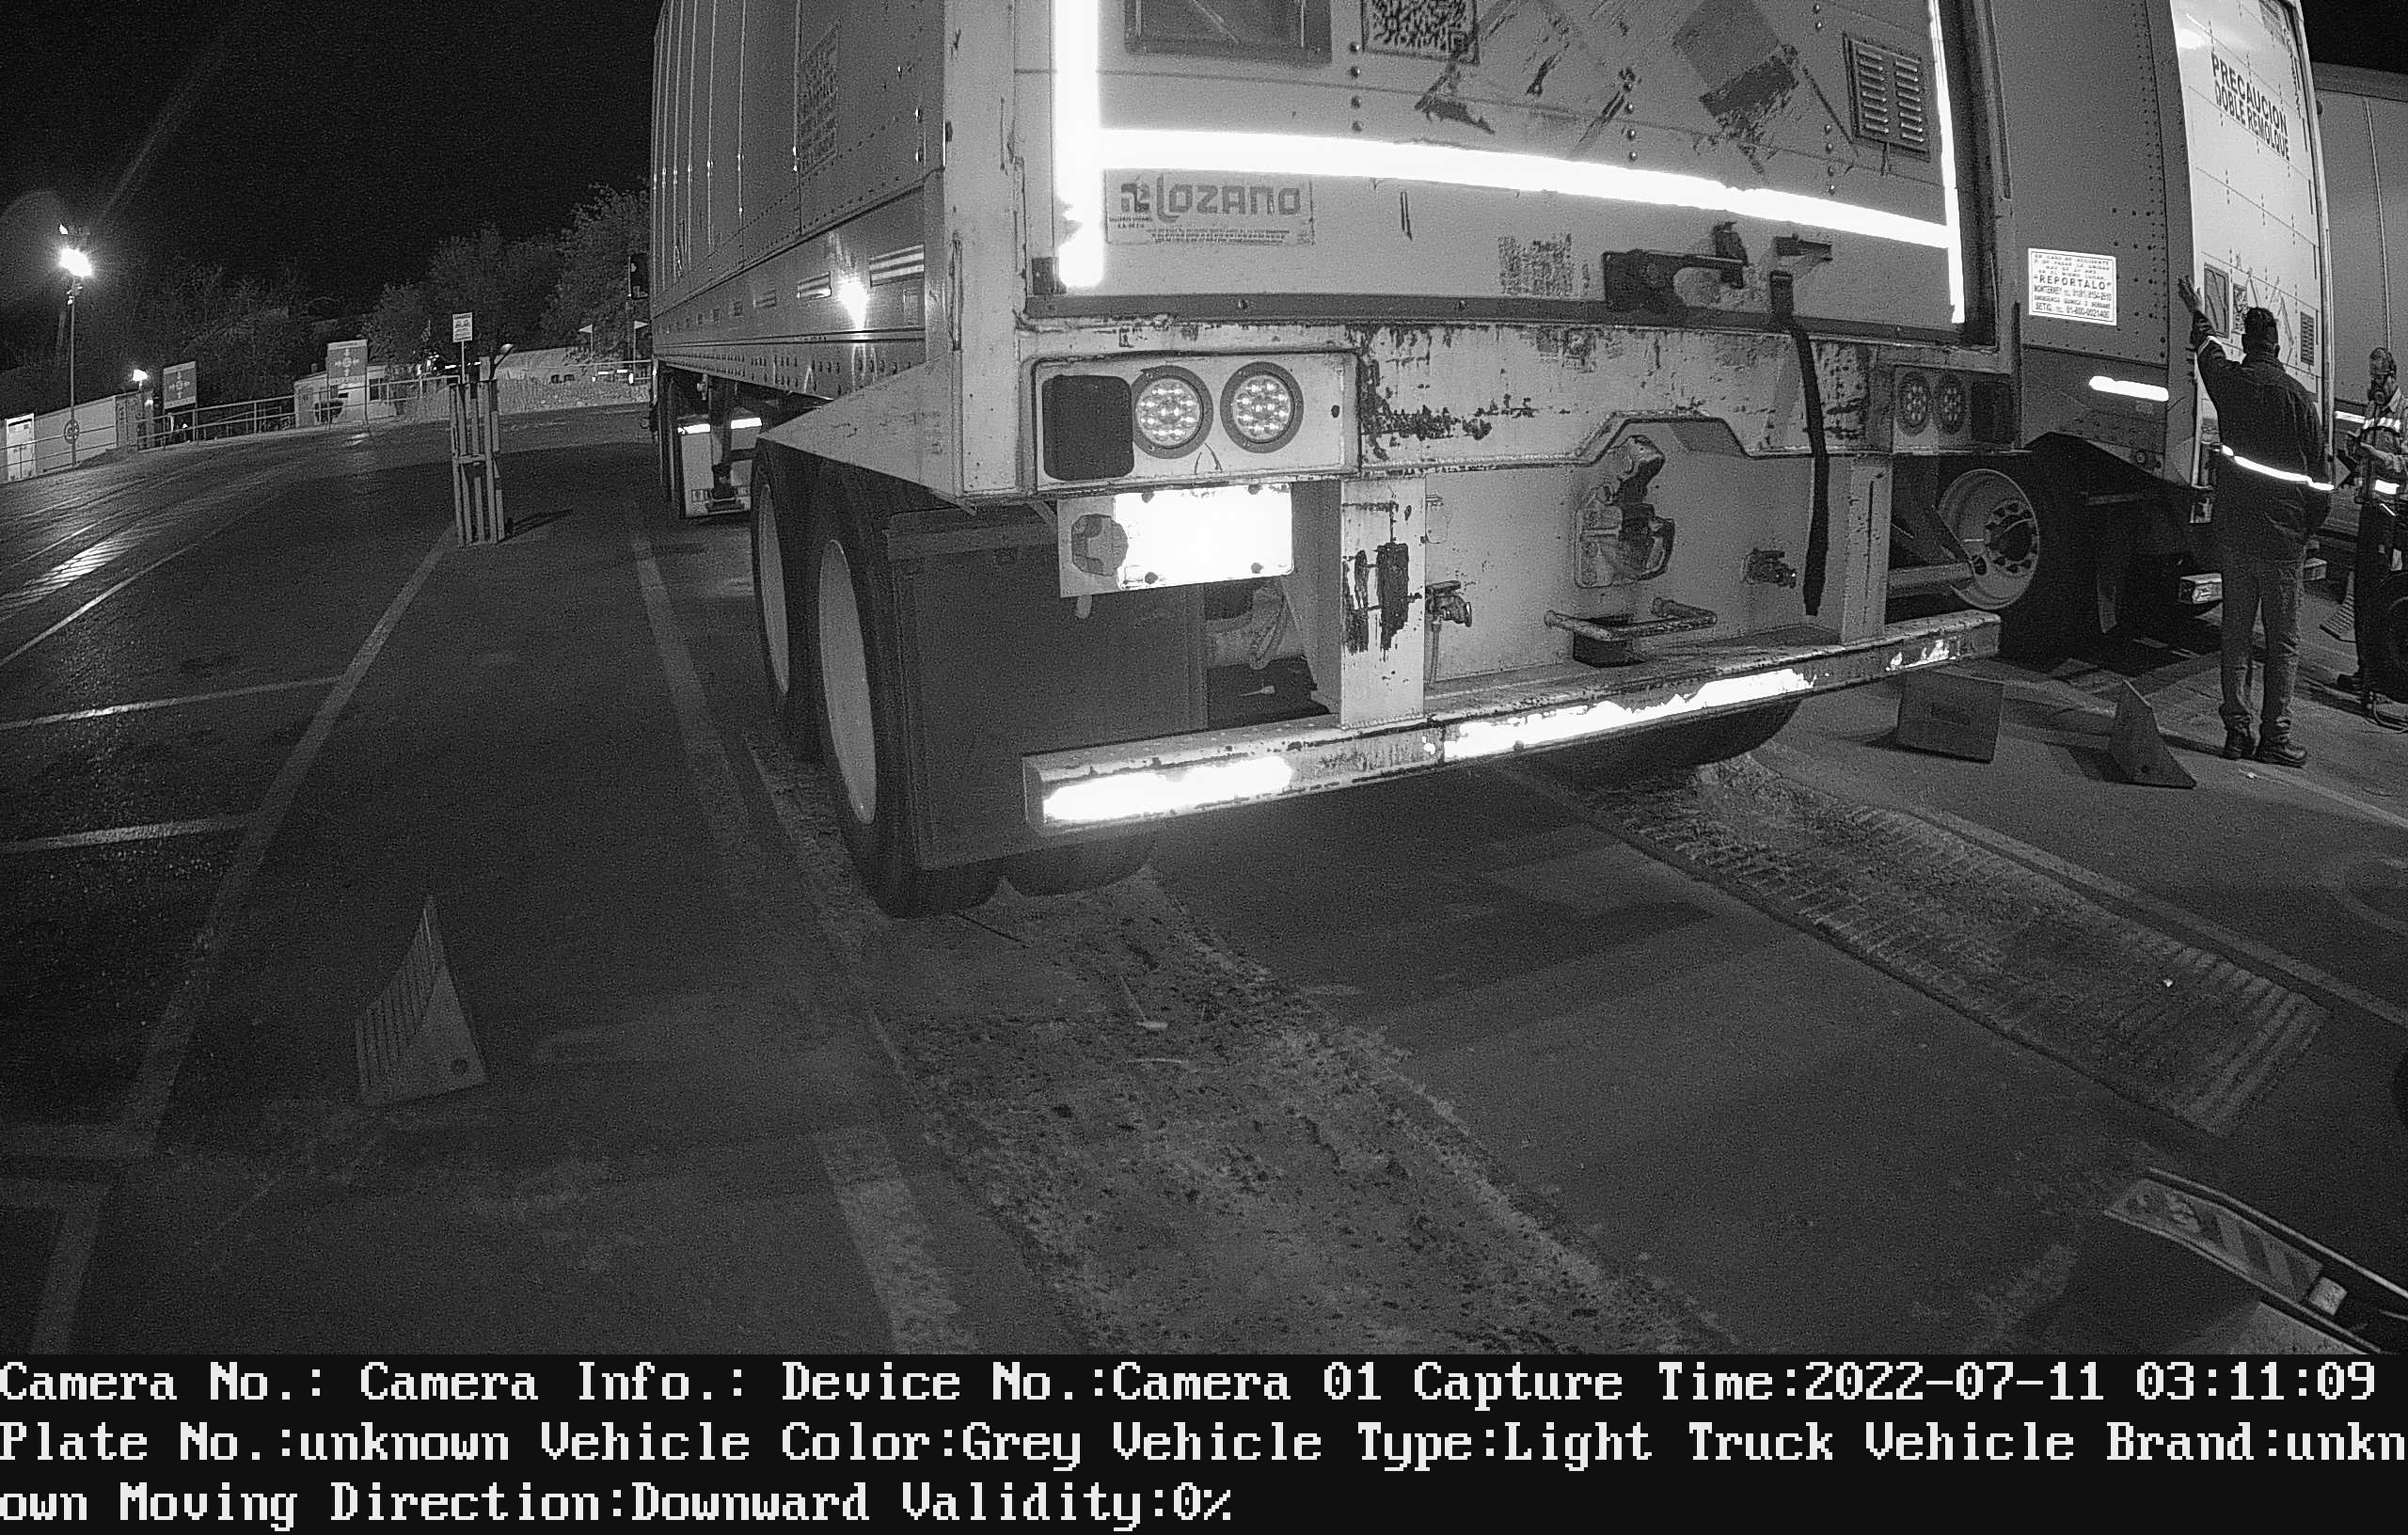 LOZANO
PRECAUCION
DOBLE REMOLQUE
"REPORTALO"
Camera No.: Camera Info.: Device No.:Camera 01 Capture Time:2022-07-11 03:11:09
Plate No.:unknown Vehicle Color:Grey Vehicle Type:Light Truck Vehicle Brand:unkn
own Moving Direction:Downward Validity:0%